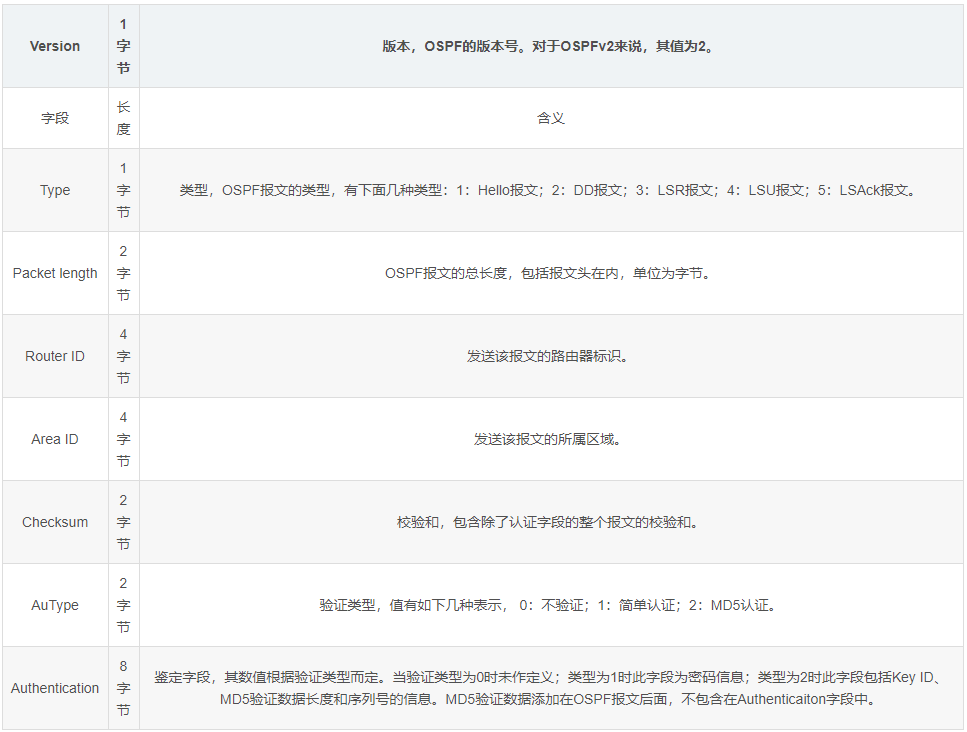 Version
1
字
节
版本，OSPF的版本号。对于OSPFv2来说，其值为2。
字段
长
度
含义
Type
1
字
节
类型，OSPF报文的类型，有下面几种类型：1：Hello报文；2：DD报文；3：LSR报文；4：LSU报文；5：LSAck报文。
Packet length
2
字
节
OSPF报文的总长度，包括报文头在内，单位为字节。
Router ID
4
字
节
发送该报文的路由器标识。
Area ID
4
字
节
发送该报文的所属区域。
Checksum
2
字
节
校验和，包含除了认证字段的整个报文的校验和。
AuType
2
字
节
验证类型，值有如下几种表示， 0：不验证；1：简单认证；2：MD5认证。
Authentication
8
字
节
鉴定字段，其数值根据验证类型而定。当验证类型为0时未作定义；类型为1时此字段为密码信息；类型为2时此字段包括Key ID、
MD5验证数据长度和序列号的信息。MD5验证数据添加在OSPF报文后面，不包含在Authenticaiton字段中。